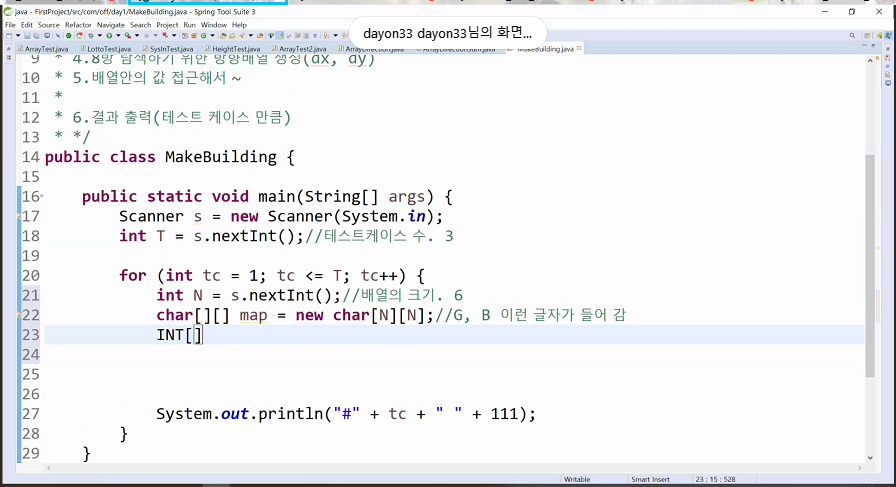 java - FirstProject/src/com/off/day1/MakeBuilding.java - Spring Tool Suite 3
File Edit Source Refactor Navigate Search Project Run Window Help
dayon33 dayon33님의 화면...
ArrayTest.java LottoTest.java SysInTest.java HeightTest.java ArrayTest2.java MakeBuilding.java
9 * 4.8방 탐색하기 위한 방향배열 생성(dx, dy)
10 * 5.배열안의 값 접근해서 ~
11 *
12 * 6.결과 출력(테스트 케이스 만큼)
13 * */
14 public class MakeBuilding {
15
16 public static void main(String[] args) {
17 Scanner s = new Scanner(System.in);
18 int T = s.nextInt();//테스트케이스 수. 3
19
20 for (int tc = 1; tc <= T; tc++) {
21 int N = s.nextInt();//배열의 크기. 6
22 char[][] map = new char[N][N];//G, B 이런 글자가 들어 감
23 INT[]
24
25
26
27 System.out.println("#" + tc + " " + 111);
28 }
29 }
Writable Smart Insert 23 : 15 : 528